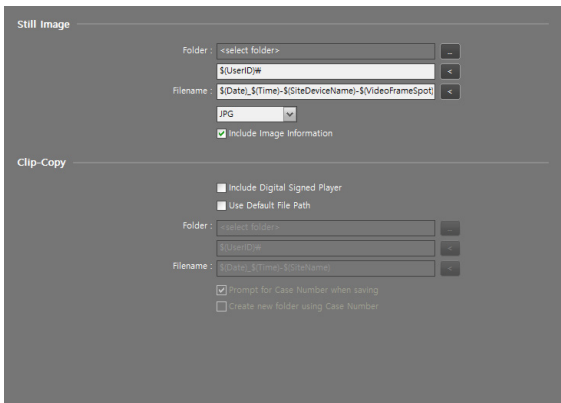 Still Image
Folder : <select folder> ...
$(UserID)₩ <
Filename : $(Date)_$(Time)-$(SiteDeviceName)-$(VideoFrameSpot) <
JPG
Include Image Information
Clip-Copy
Include Digital Signed Player
Use Default File Path
Folder : <select folder> ...
$(UserID)₩ <
Filename : $(Date)_$(Time)-$(SiteName) <
Prompt for Case Number when saving
Create new folder using Case Number